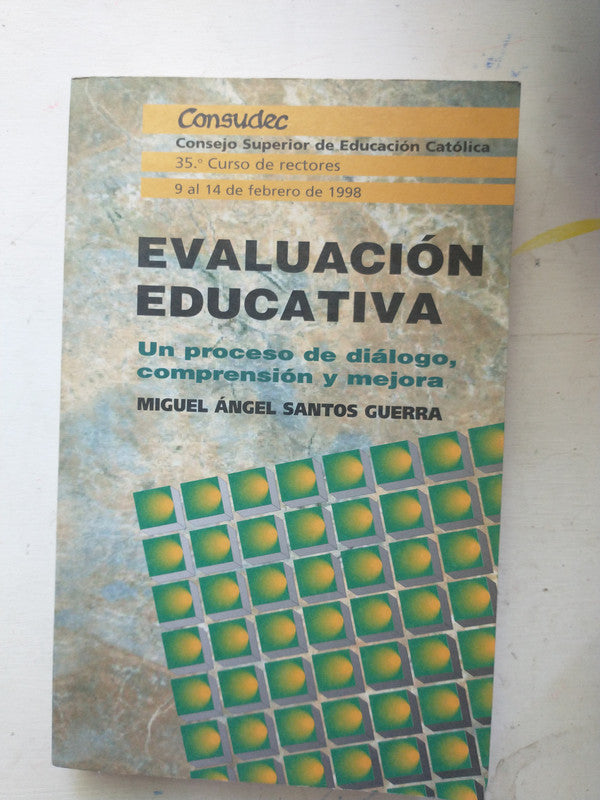 Consudec
Consejo Superior de Educación Católica
35.º Curso de rectores
9 al 14 de febrero de 1998
EVALUACIÓN
EDUCATIVA
Un proceso de diálogo,
comprensión y mejora
MIGUEL ÁNGEL SANTOS GUERRA